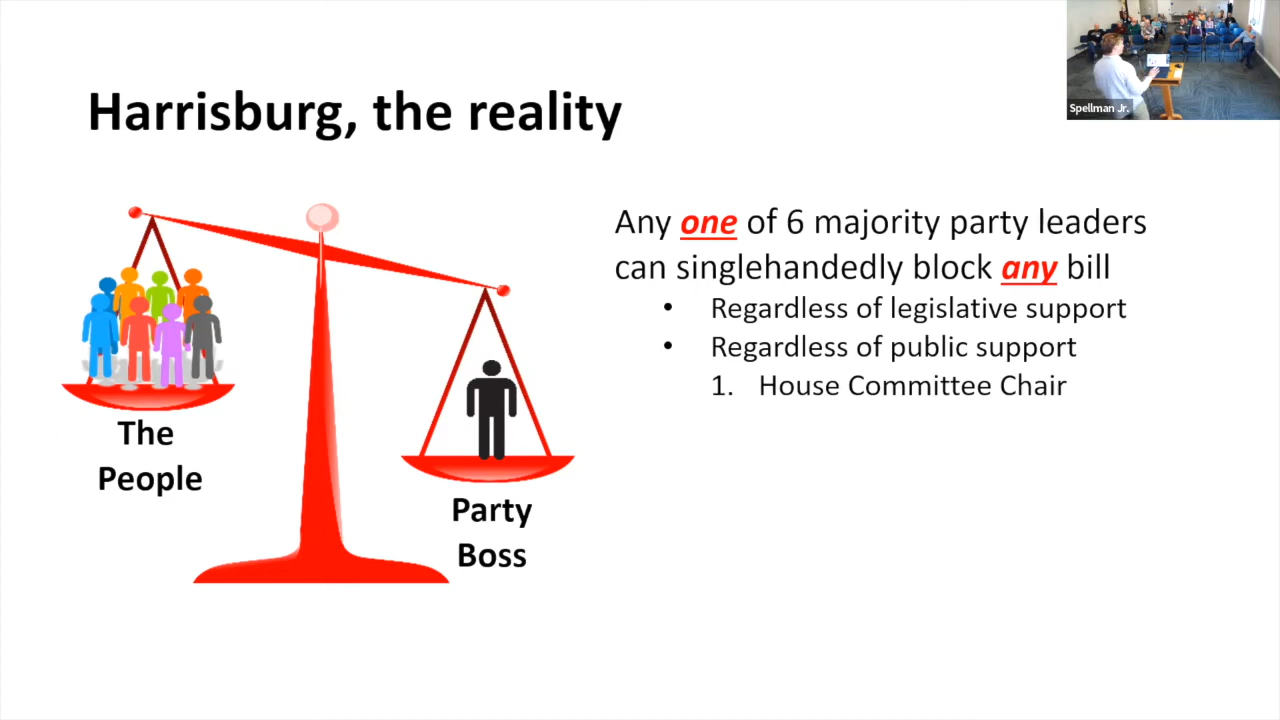 Harrisburg, the reality
Spellman Jr.
Any one of 6 majority party leaders
can singlehandedly block any bill
• Regardless of legislative support
• Regardless of public support
1. House Committee Chair
The
People
Party
Boss